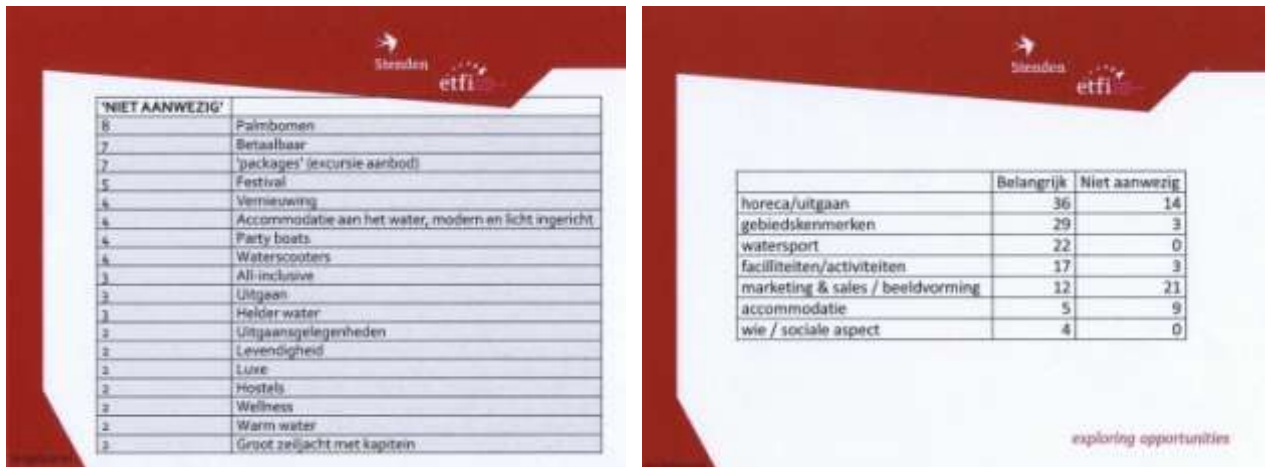 Stenden
etfi
'NIET AANWEZIG'
8 Palmbomen
7 Betaalbaar
7 'packages' (excursie aanbod)
5 Festival
4 Vernieuwing
4 Accommodatie aan het water, modern en licht ingericht
4 Party boats
4 Waterscooters
3 All-inclusive
3 Uitgaan
3 Helder water
2 Uitgaansgelegenheden
2 Levendigheid
2 Luxe
2 Hostels
2 Wellness
2 Warm water
2 Groot zeiljacht met kapitein
Stenden
etfi
Belangrijk Niet aanwezig
horeca/uitgaan 36 14
gebiedskenmerken 29 3
watersport 22 0
faciliteiten/activiteiten 17 3
marketing & sales / beeldvorming 12 21
accommodatie 5 9
wie / sociale aspect 4 0
exploring opportunities